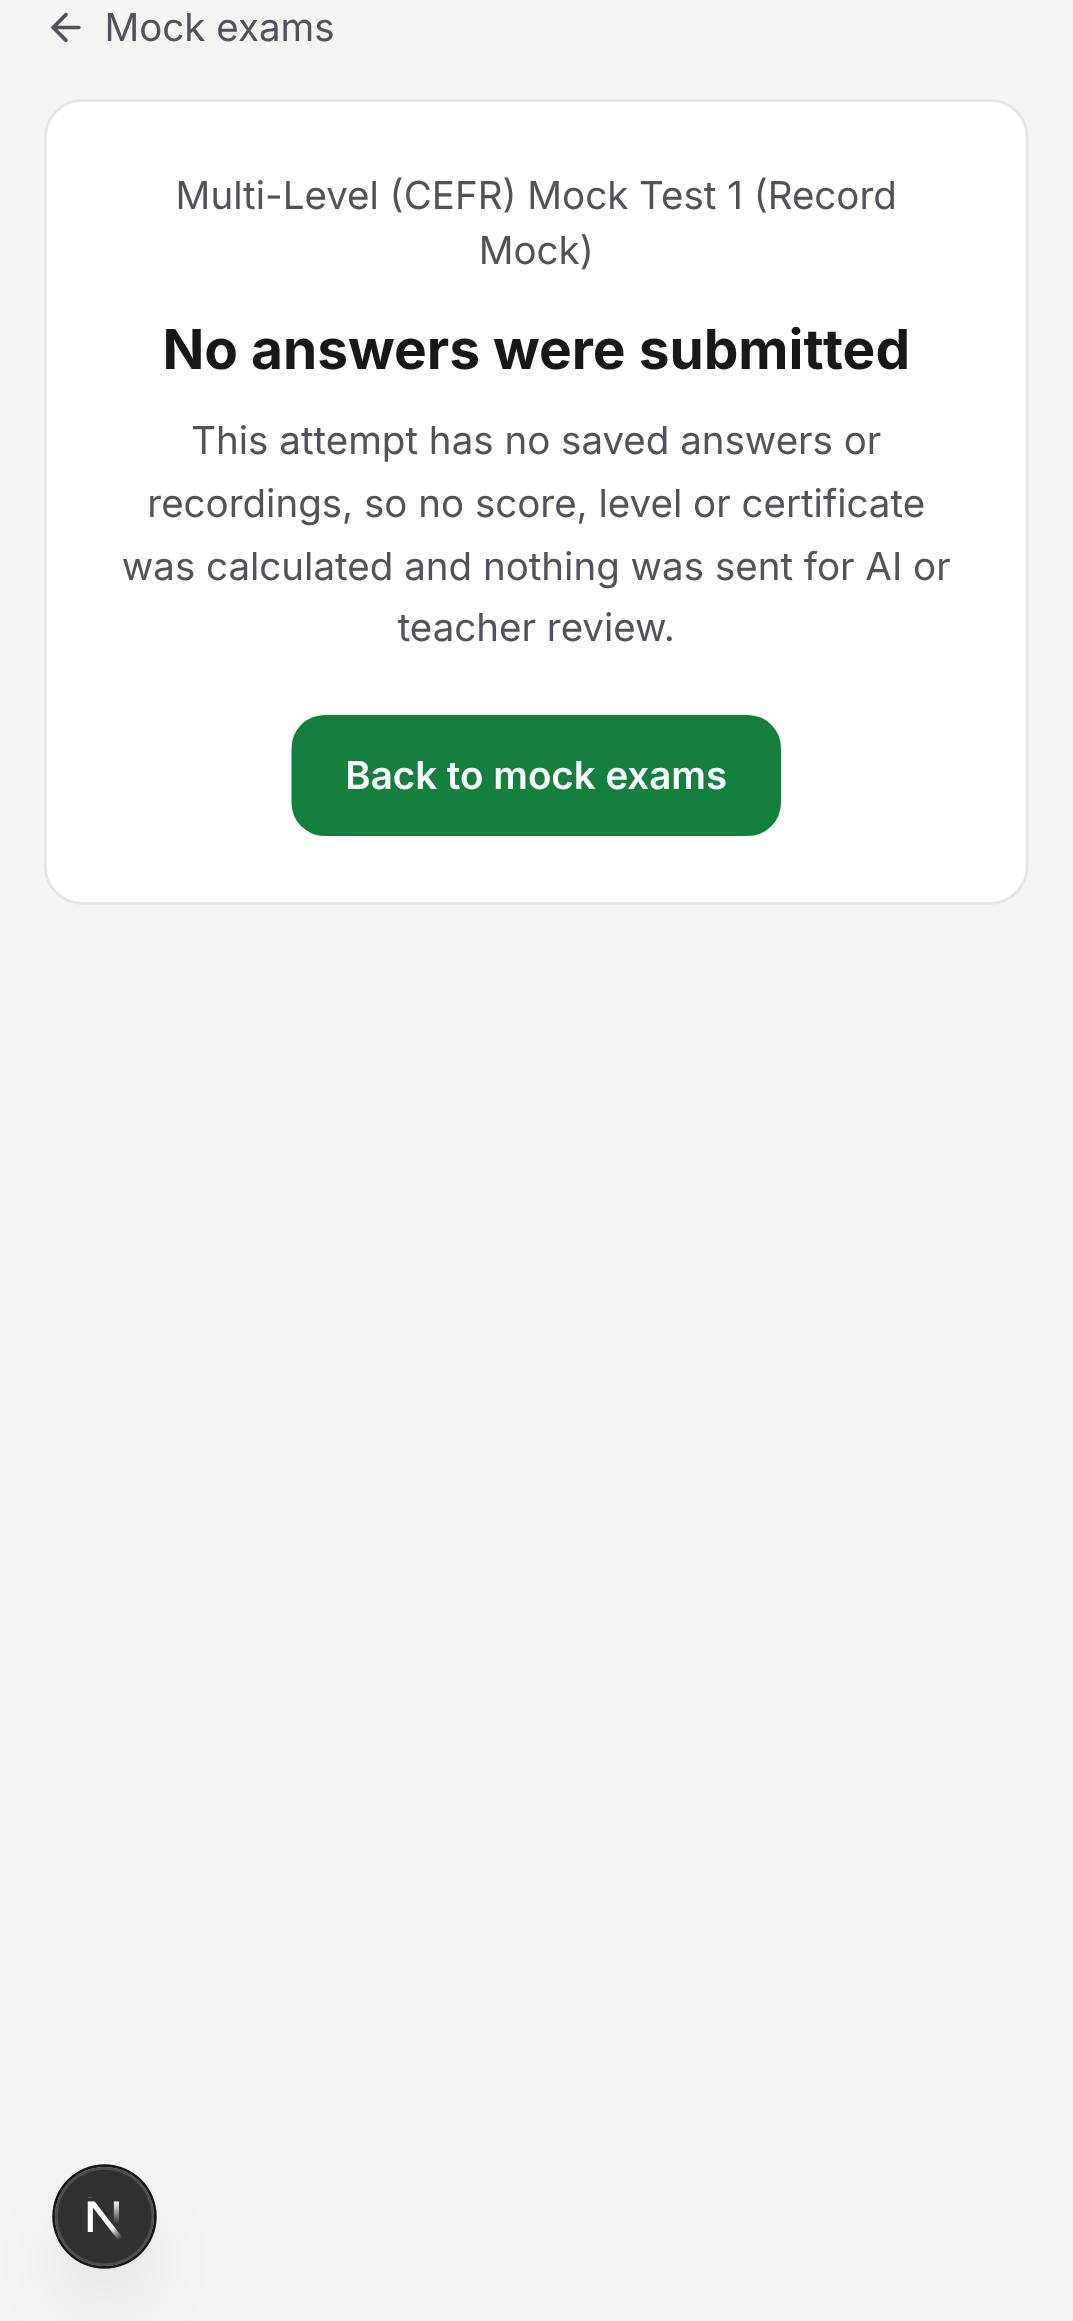 Mock exams
Multi-Level (CEFR) Mock Test 1 (Record
Mock)
No answers were submitted
This attempt has no saved answers or
recordings, so no score, level or certificate
was calculated and nothing was sent for AI or
teacher review.
Back to mock exams
N